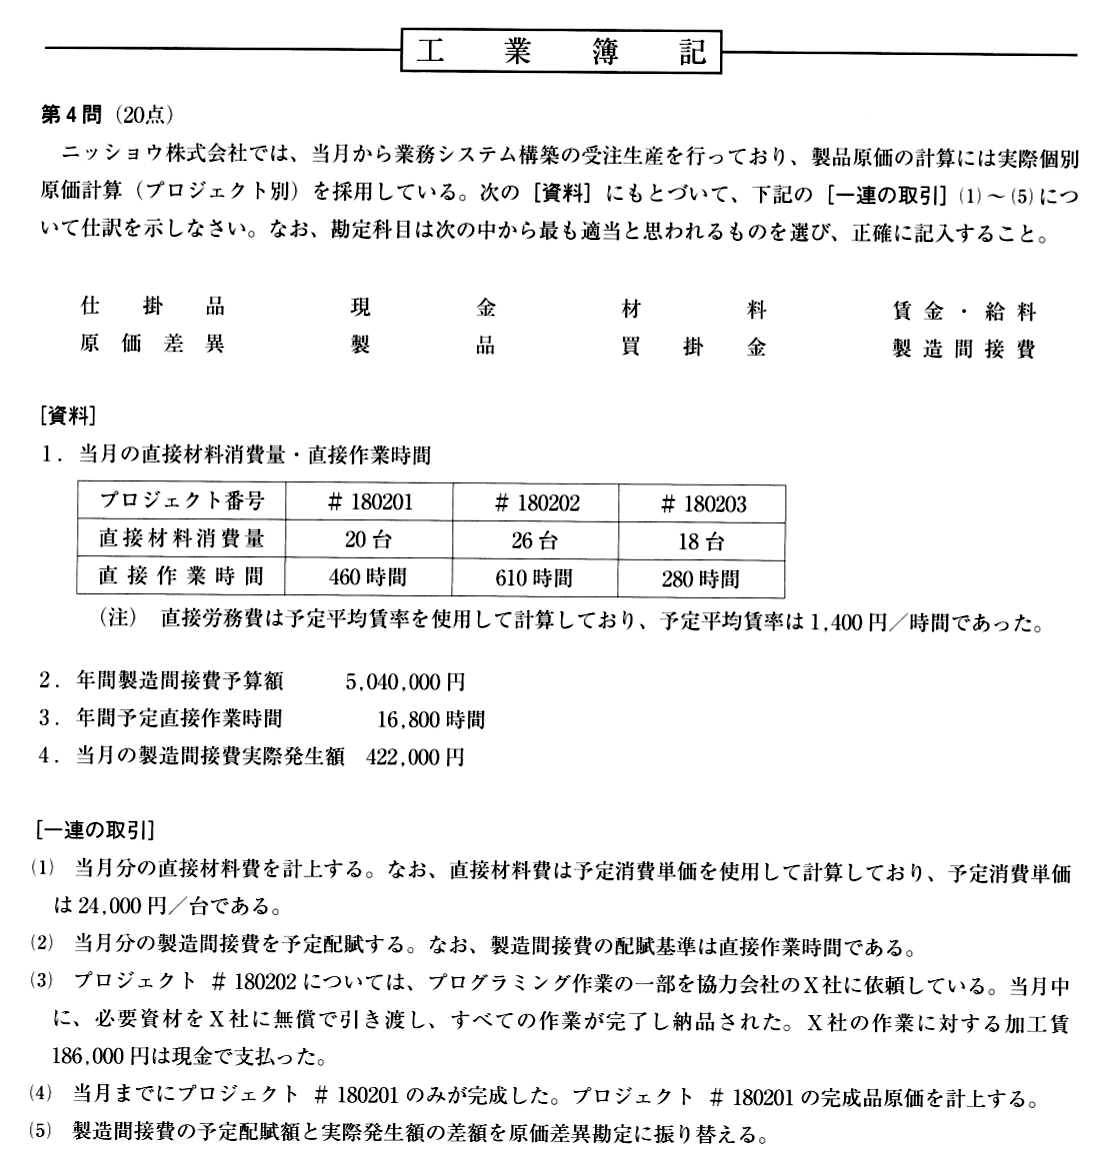 工業簿記
第4問（20点）
ニッショウ株式会社では、当月から業務システム構築の受注生産を行っており、製品原価の計算には実際個別
原価計算（プロジェクト別）を採用している。次の［資料］にもとづいて、下記の［一連の取引］(1)～(5)につ
いて仕訳を示しなさい。なお、勘定科目は次の中から最も適当と思われるものを選び、正確に記入すること。
仕掛品 現金 材料 賃金・給料
原価差異 製品 買掛金 製造間接費
［資料］
1．当月の直接材料消費量・直接作業時間
プロジェクト番号 ＃180201 ＃180202 ＃180203
直接材料消費量 20台 26台 18台
直接作業時間 460時間 610時間 280時間
（注） 直接労務費は予定平均賃率を使用して計算しており、予定平均賃率は1,400円／時間であった。
2．年間製造間接費予算額 5,040,000円
3．年間予定直接作業時間 16,800時間
4．当月の製造間接費実際発生額 422,000円
［一連の取引］
(1) 当月分の直接材料費を計上する。なお、直接材料費は予定消費単価を使用して計算しており、予定消費単価
は24,000円／台である。
(2) 当月分の製造間接費を予定配賦する。なお、製造間接費の配賦基準は直接作業時間である。
(3) プロジェクト ＃180202については、プログラミング作業の一部を協力会社のX社に依頼している。当月中
に、必要資材をX社に無償で引き渡し、すべての作業が完了し納品された。X社の作業に対する加工賃
186,000円は現金で支払った。
(4) 当月までにプロジェクト ＃180201のみが完成した。プロジェクト ＃180201の完成品原価を計上する。
(5) 製造間接費の予定配賦額と実際発生額の差額を原価差異勘定に振り替える。